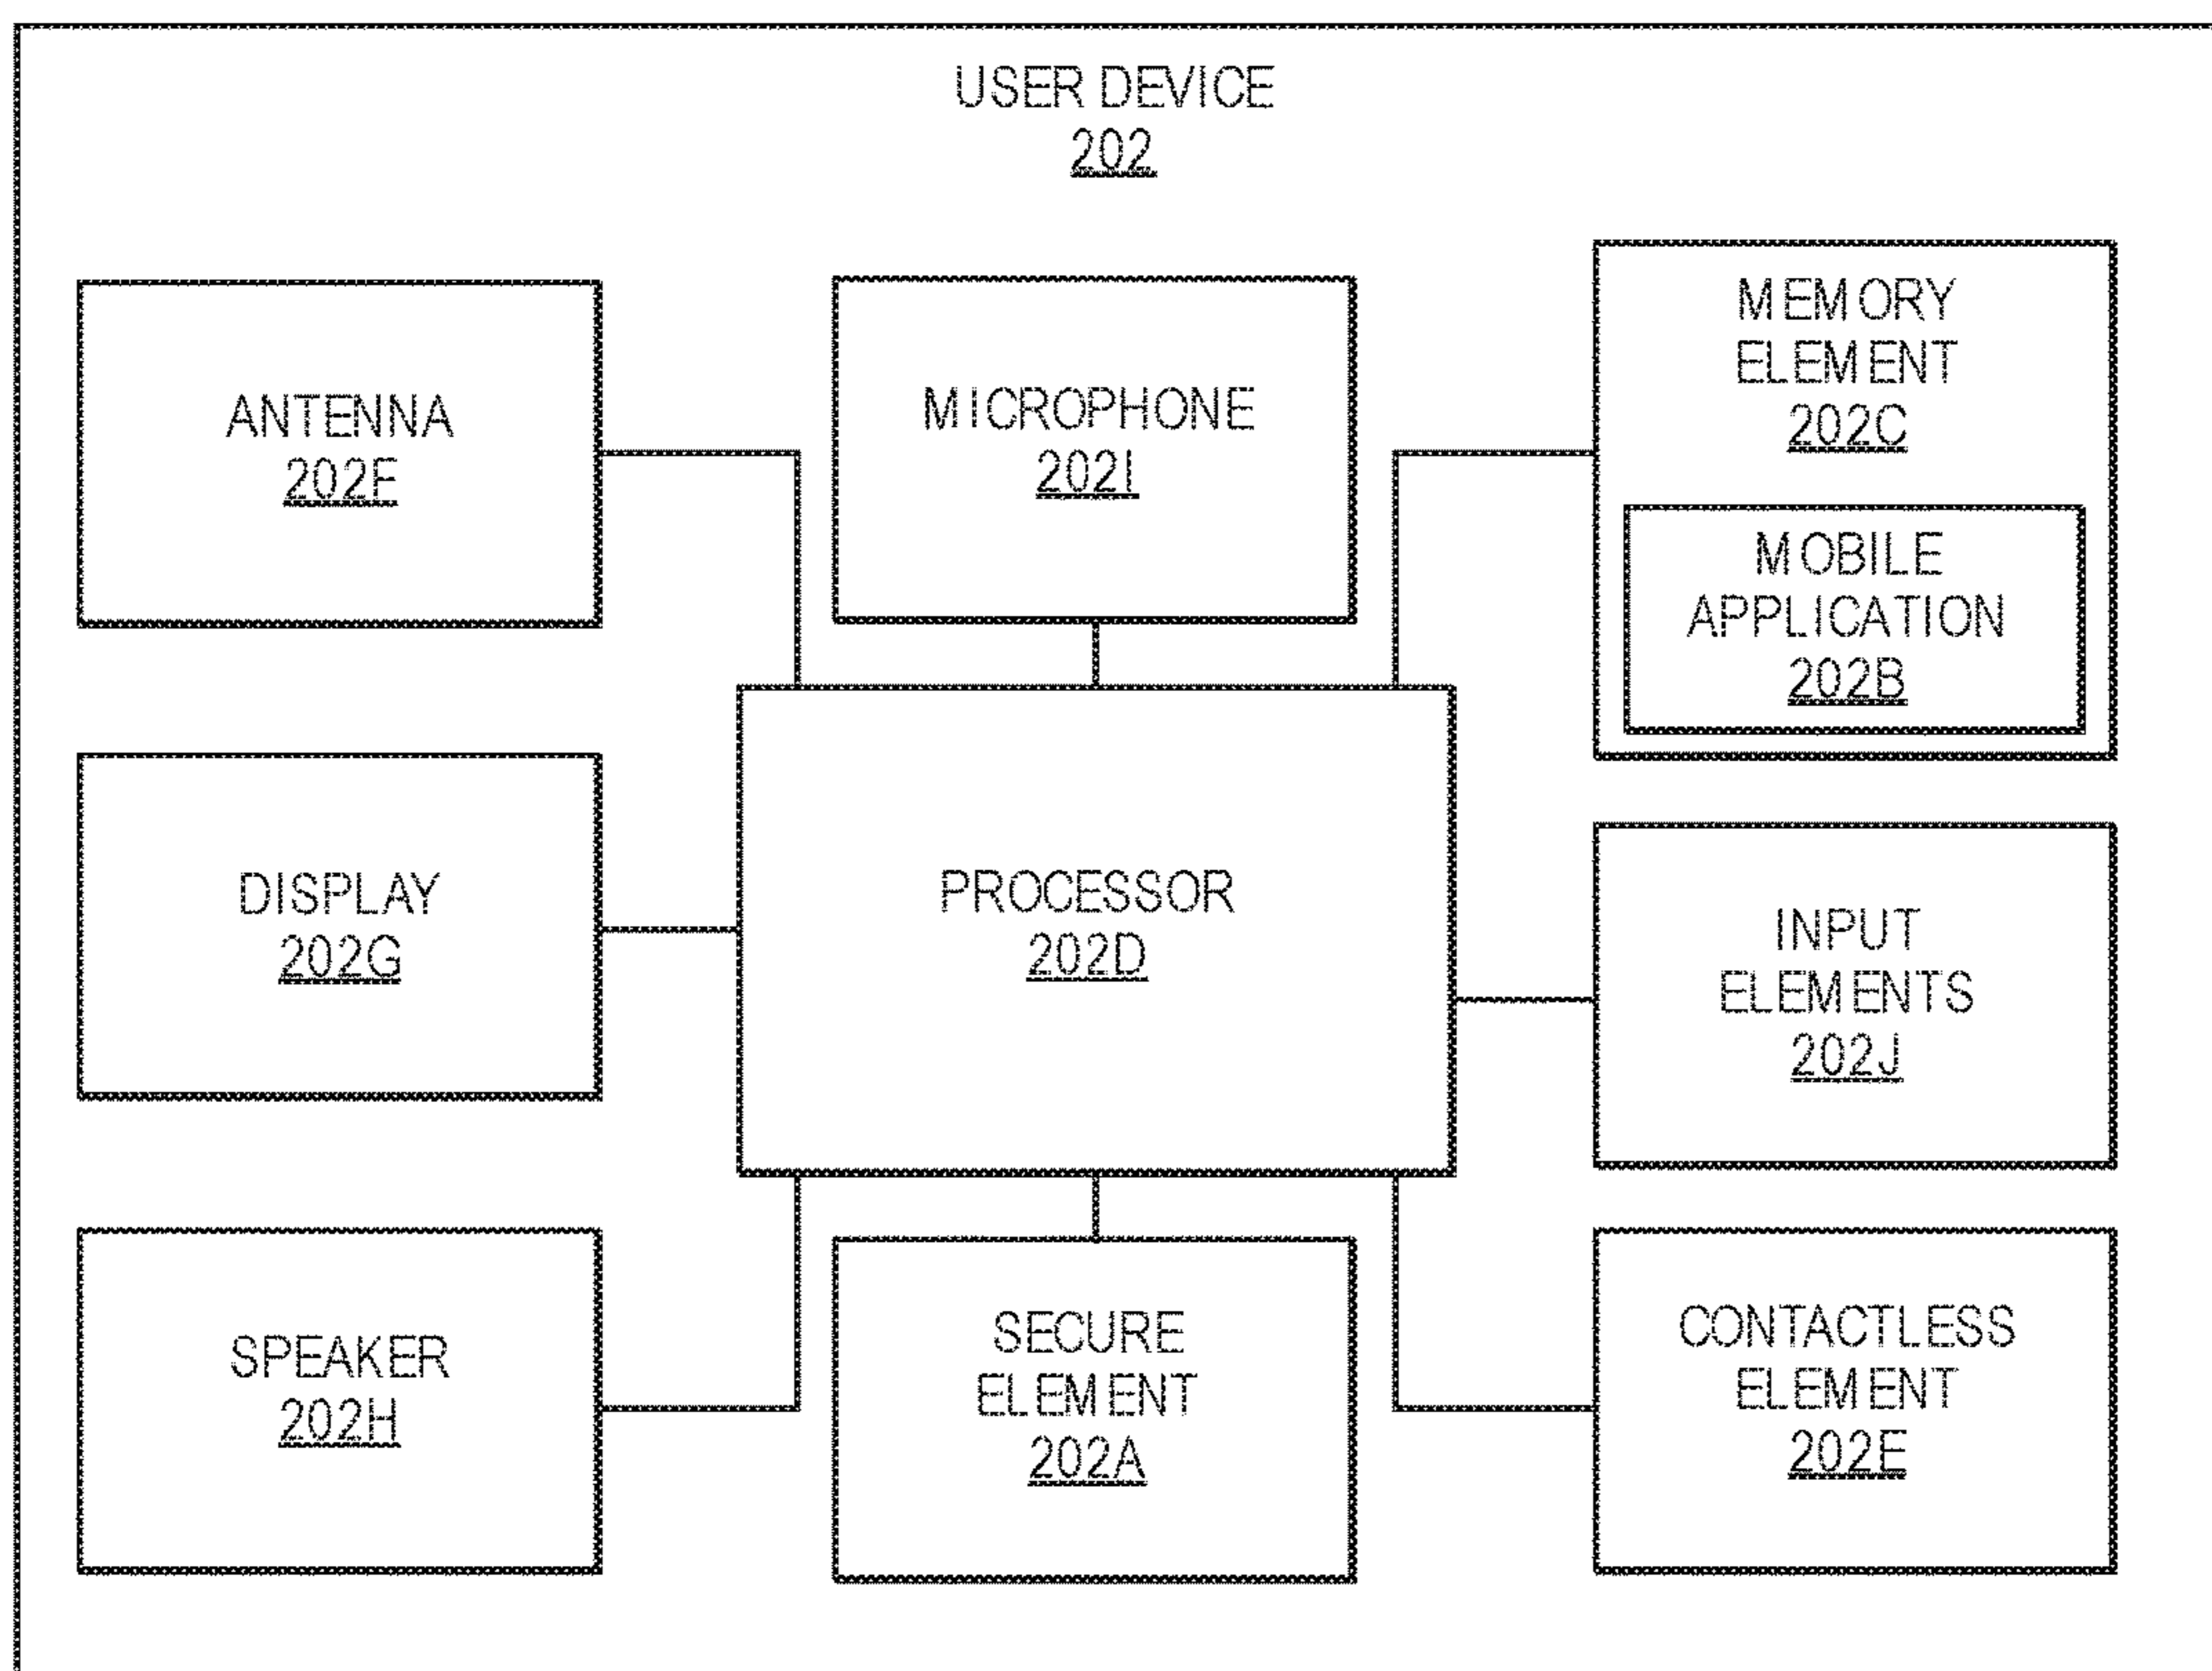 USER DEVICE
202
ANTENNA
202F
MICROPHONE
202I
MEMORY
ELEMENT
202C
MOBILE
APPLICATION
202B
DISPLAY
202G
PROCESSOR
202D
INPUT
ELEMENTS
202J
SPEAKER
202H
SECURE
ELEMENT
202A
CONTACTLESS
ELEMENT
202E